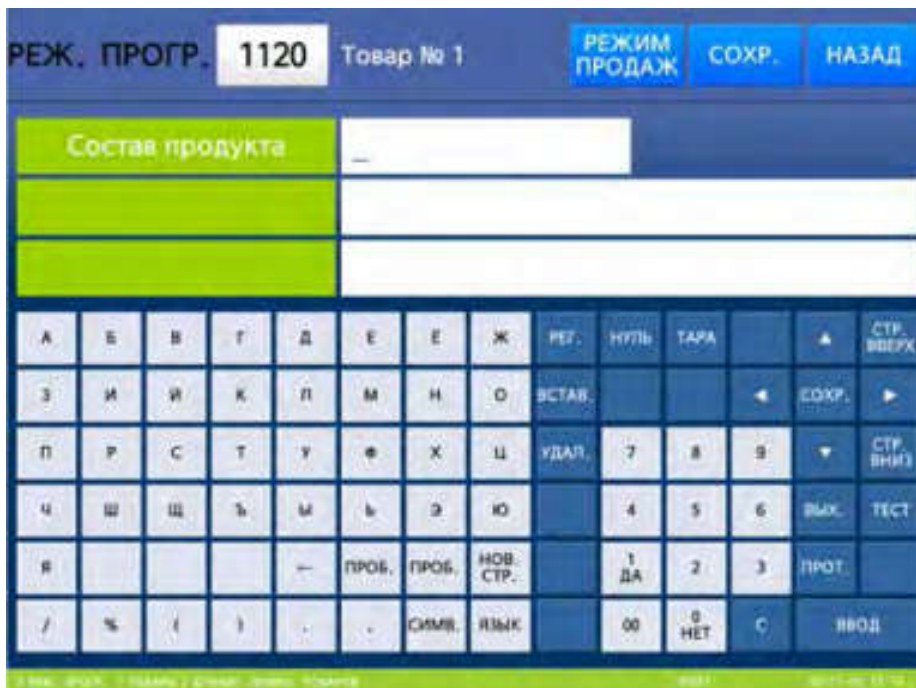 РЕЖ. ПРОГР. 1120 Товар № 1 РЕЖИМ ПРОДАЖ СОХР. НАЗАД
Состав продукта _
А Б В Г Д Е Ё Ж РЕГ. НУЛЬ ТАРА ▲ СТР. ВВЕРХ
З И Й К Л М Н О ВСТАВ. ◄ СОХР. ►
П Р С Т У Ф Х Ц УДАЛ. 7 8 9 ▼ СТР. ВНИЗ
Ч Ш Щ Ъ Ы Ь Э Ю 4 5 6 ВЫХ. ТЕСТ
Я ← ПРОБ. ПРОБ. НОВ. СТР. 1 ДА 2 3 ПРОТ.
/ % ( ) СИМВ. ЯЗЫК 00 0 НЕТ С ВВОД